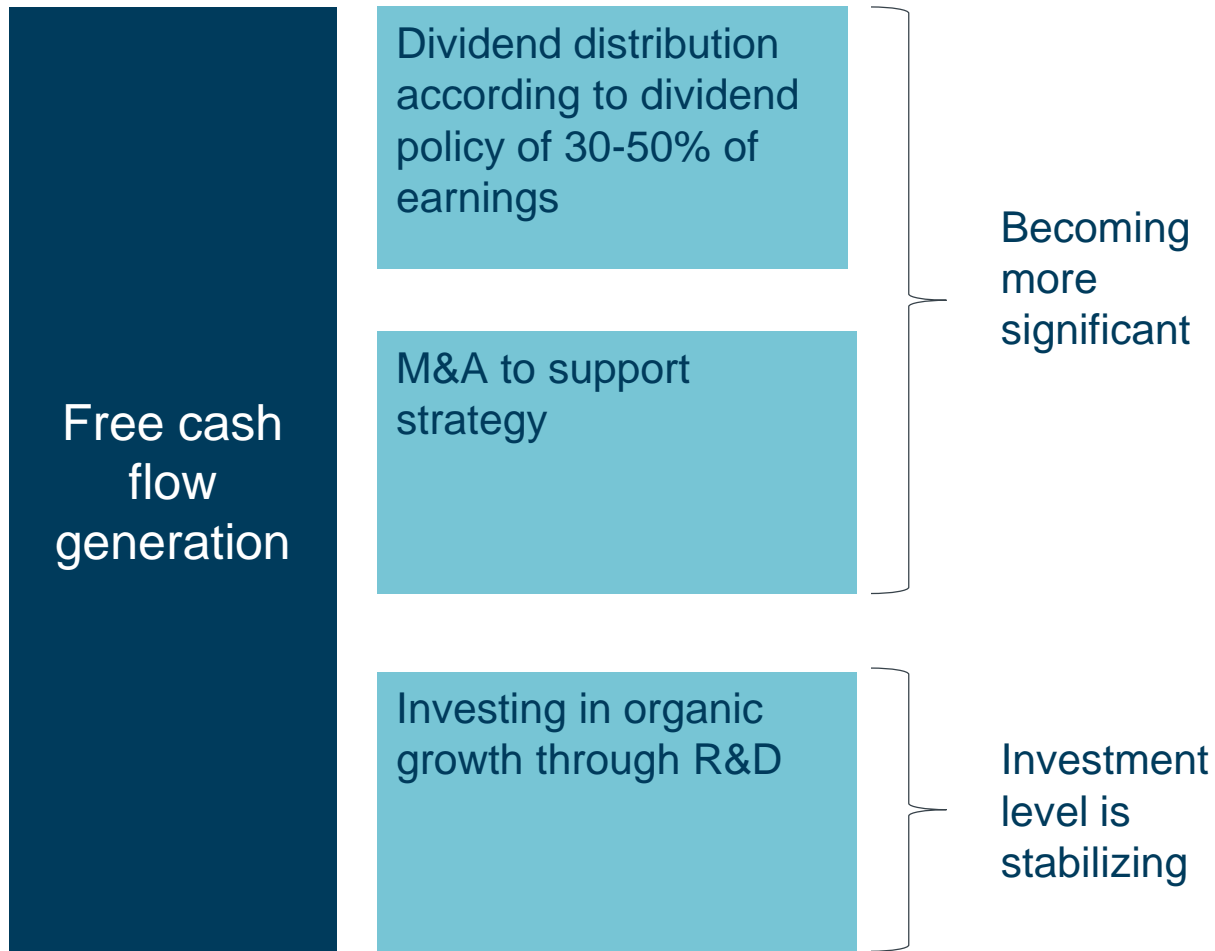 Free cash
flow
generation
Dividend distribution
according to dividend
policy of 30-50% of
earnings
M&A to support
strategy
Investing in organic
growth through R&D
Becoming
more
significant
Investment
level is
stabilizing